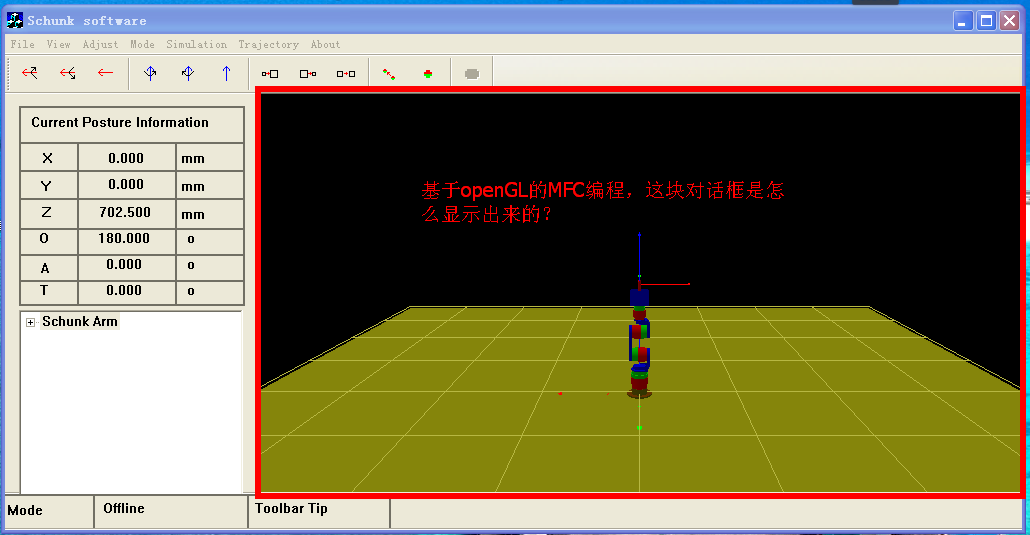 Schunk software
File View Adjust Mode Simulation Trajectory About
Current Posture Information
X 0.000 mm
Y 0.000 mm
Z 702.500 mm
O 180.000 o
A 0.000 o
T 0.000 o
Schunk Arm
基于openGL的MFC编程，这块对话框是怎
么显示出来的？
Mode Offline Toolbar Tip